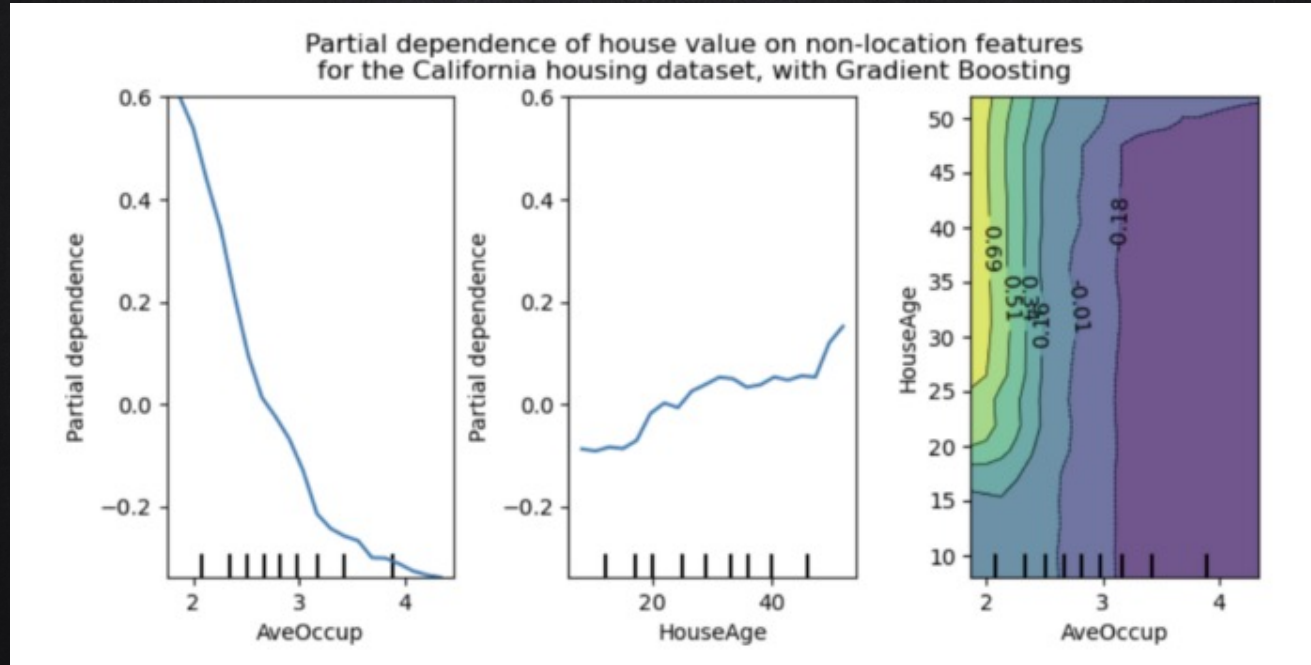 Partial dependence of house value on non-location features
for the California housing dataset, with Gradient Boosting
Partial dependence
0.6
0.4
0.2
0.0
−0.2
2 3 4
AveOccup
Partial dependence
0.6
0.4
0.2
0.0
−0.2
20 40
HouseAge
HouseAge
50
45
40
35
30
25
20
15
10
0.69
0.51
0.34
0.16
-0.01
-0.18
2 3 4
AveOccup